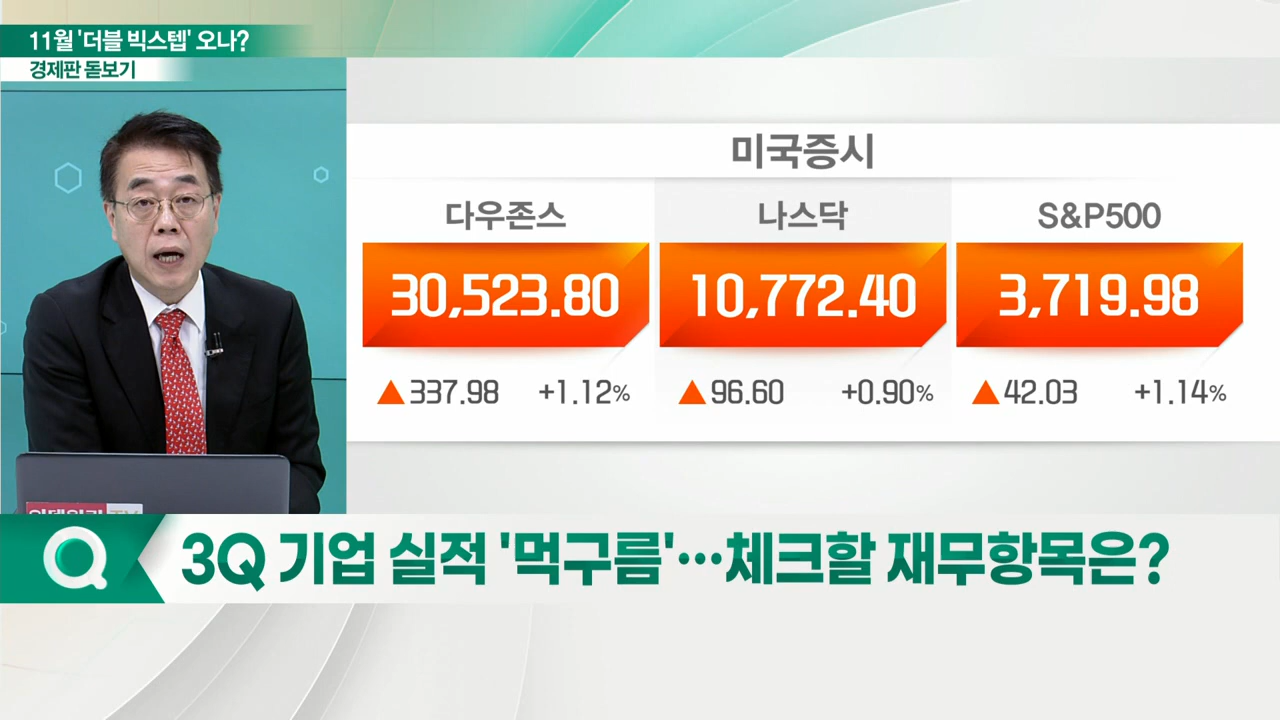 11월 '더블 빅스텝' 오나?
경제판 돋보기
미국증시
다우존스 나스닥 S&P500
30,523.80 10,772.40 3,719.98
▲337.98 +1.12% ▲96.60 +0.90% ▲42.03 +1.14%
Q 3Q 기업 실적 '먹구름'…체크할 재무항목은?